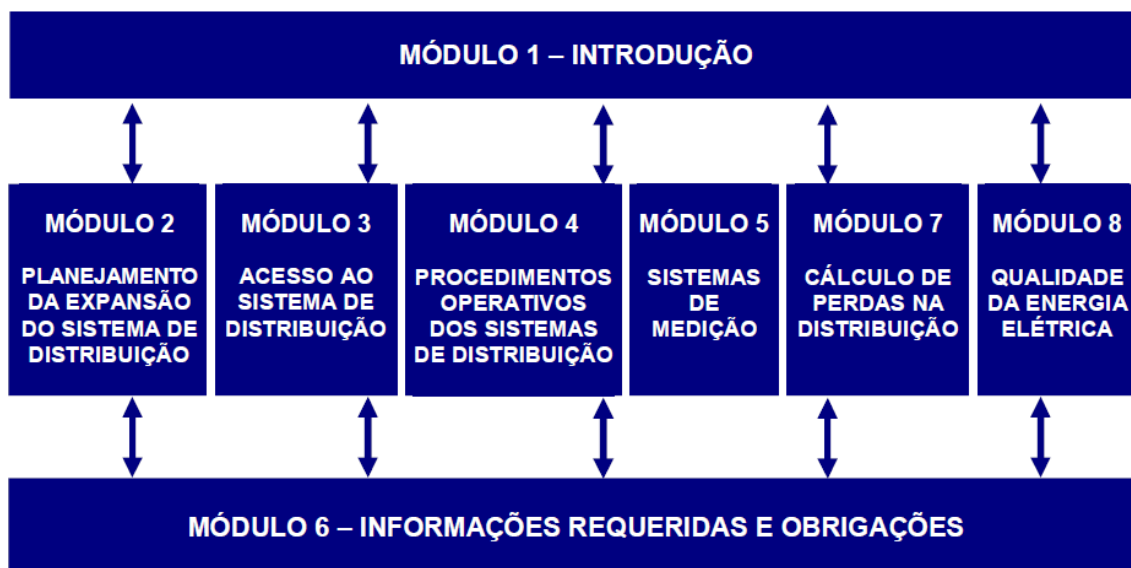 MÓDULO 1 – INTRODUÇÃO
MÓDULO 2
PLANEJAMENTO
DA EXPANSÃO
DO SISTEMA DE
DISTRIBUIÇÃO
MÓDULO 3
ACESSO AO
SISTEMA DE
DISTRIBUIÇÃO
MÓDULO 4
PROCEDIMENTOS
OPERATIVOS
DOS SISTEMAS
DE DISTRIBUIÇÃO
MÓDULO 5
SISTEMAS
DE
MEDIÇÃO
MÓDULO 7
CÁLCULO DE
PERDAS NA
DISTRIBUIÇÃO
MÓDULO 8
QUALIDADE
DA ENERGIA
ELÉTRICA
MÓDULO 6 – INFORMAÇÕES REQUERIDAS E OBRIGAÇÕES